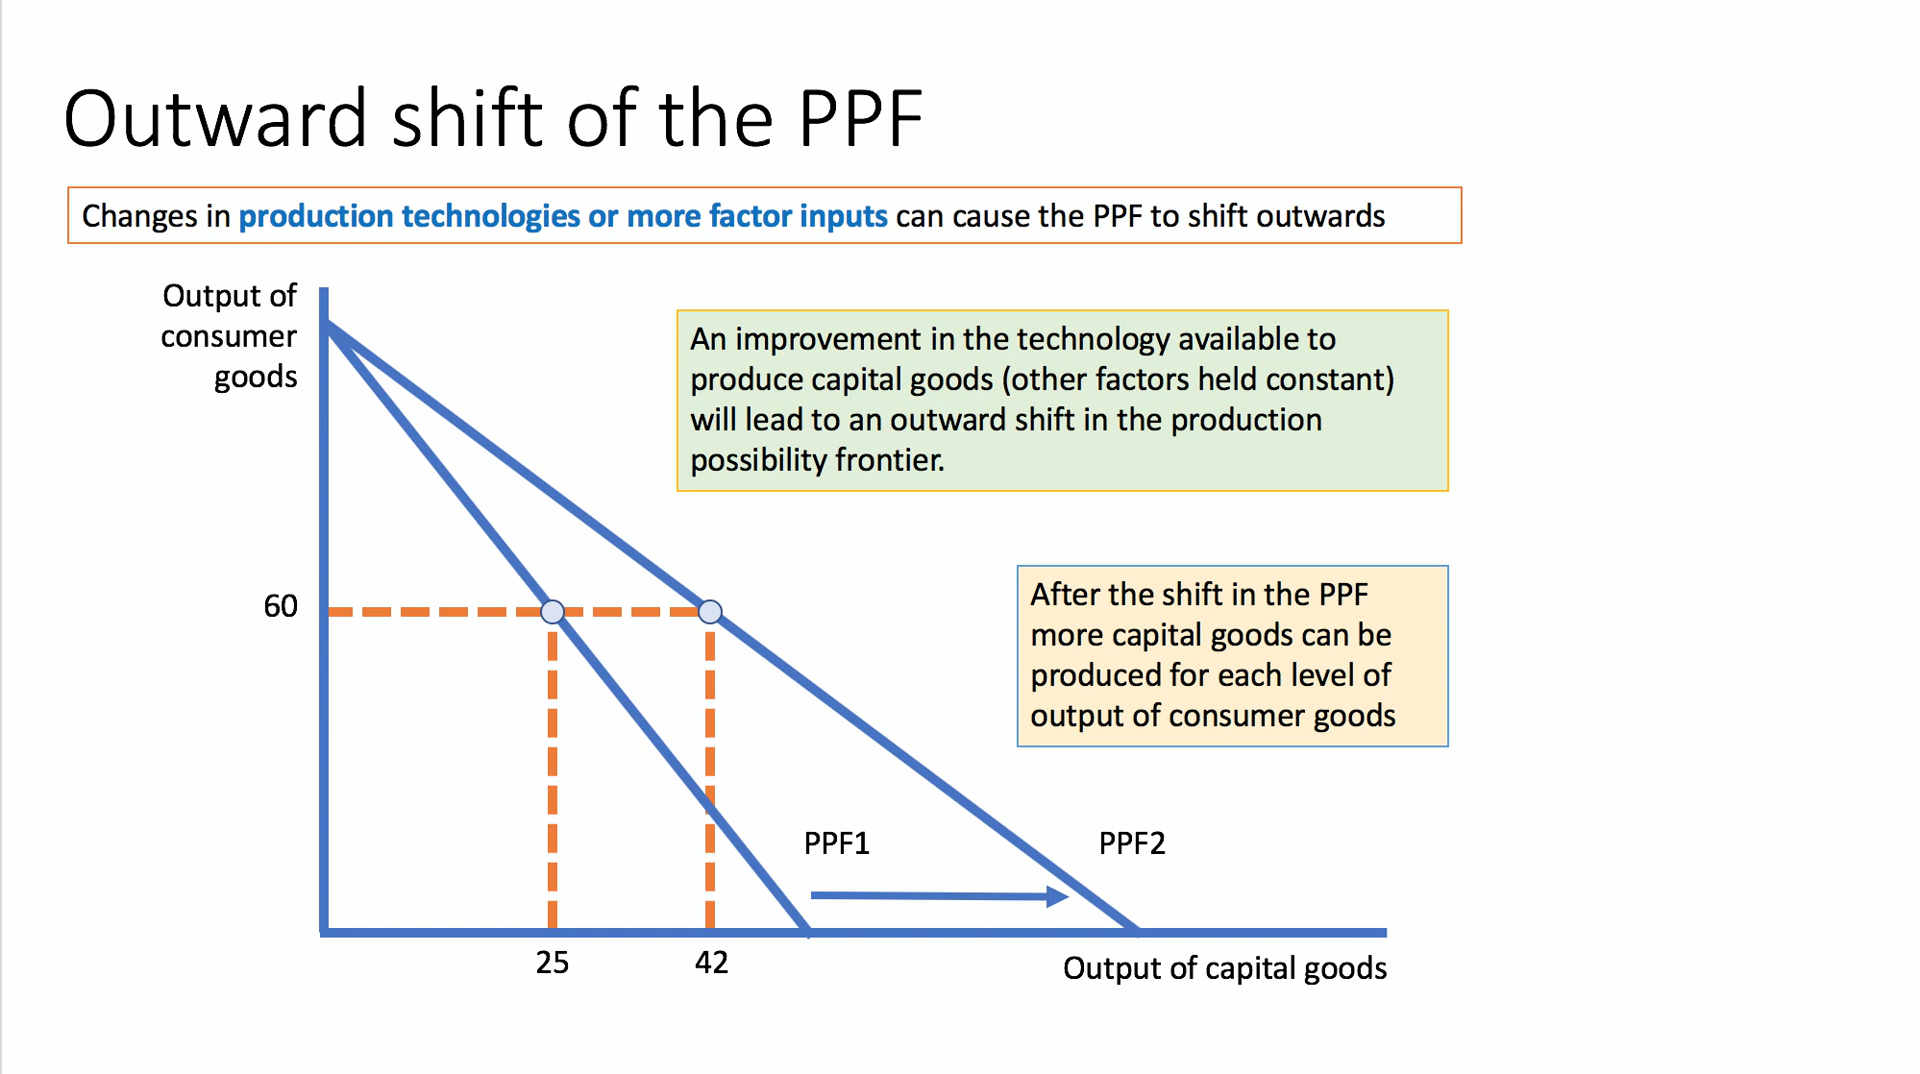 Outward shift of the PPF
Changes in production technologies or more factor inputs can cause the PPF to shift outwards
Output of
consumer
goods
An improvement in the technology available to
produce capital goods (other factors held constant)
will lead to an outward shift in the production
possibility frontier.
After the shift in the PPF
more capital goods can be
produced for each level of
output of consumer goods
60
PPF1
PPF2
25
42
Output of capital goods